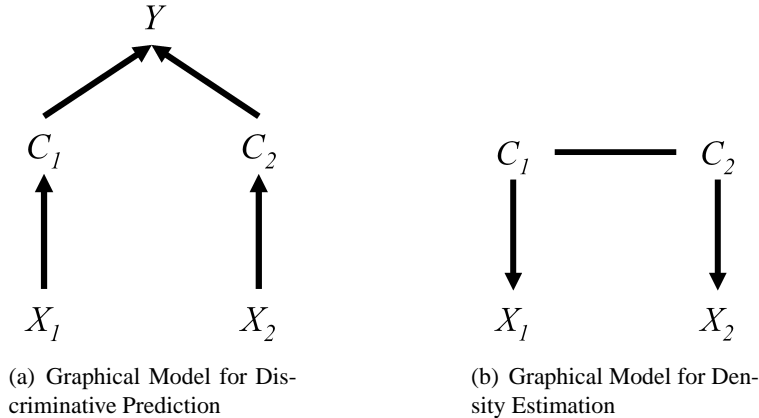 Y
C₁ C₂ C₁ C₂
X₁ X₂ X₁ X₂
(a) Graphical Model for Dis-
criminative Prediction
(b) Graphical Model for Den-
sity Estimation